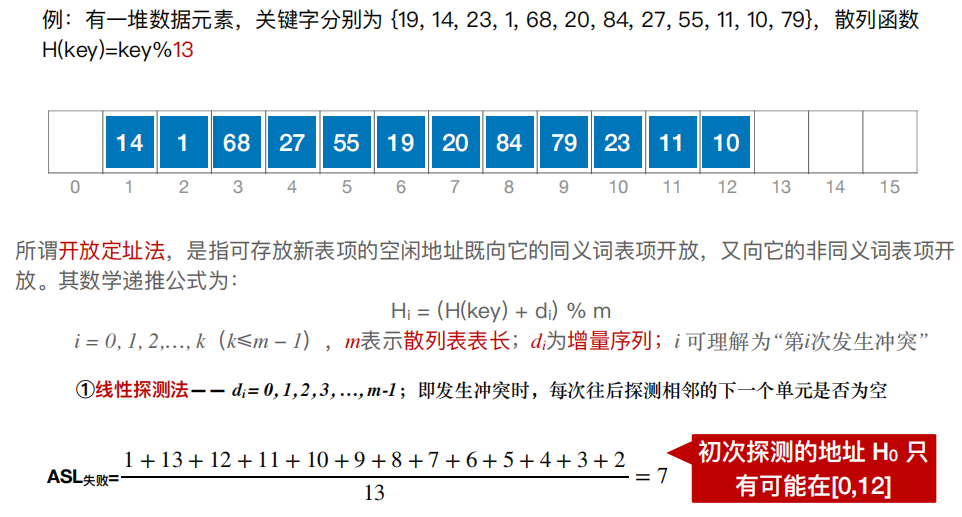 例：有一堆数据元素，关键字分别为 {19, 14, 23, 1, 68, 20, 84, 27, 55, 11, 10, 79}，散列函数
H(key)=key%13
14 1 68 27 55 19 20 84 79 23 11 10
0 1 2 3 4 5 6 7 8 9 10 11 12 13 14 15
所谓开放定址法，是指可存放新表项的空闲地址既向它的同义词表项开放，又向它的非同义词表项开
放。其数学递推公式为：
Hᵢ = (H(key) + dᵢ) % m
i = 0, 1, 2,…, k（k≤m − 1），m表示散列表表长；dᵢ为增量序列；i 可理解为“第i次发生冲突”
①线性探测法—— dᵢ = 0, 1, 2, 3, …, m-1；即发生冲突时，每次往后探测相邻的下一个单元是否为空
ASL失败= (1 + 13 + 12 + 11 + 10 + 9 + 8 + 7 + 6 + 5 + 4 + 3 + 2) / 13 = 7
初次探测的地址 H₀ 只
有可能在[0,12]